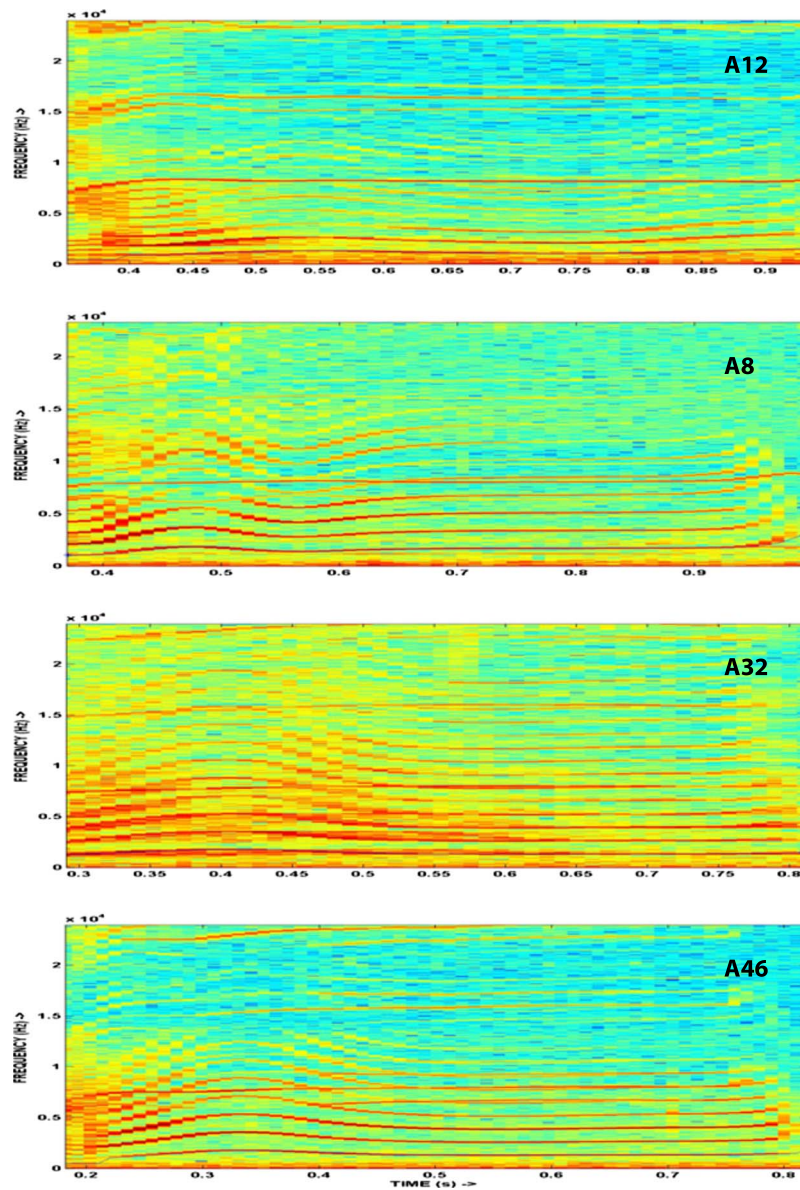 x 10⁴
FREQUENCY (Hz) ->
2
1.5
1
0.5
0
A12
0.4 0.45 0.5 0.55 0.6 0.65 0.7 0.75 0.8 0.85 0.9
x 10⁴
FREQUENCY (Hz) ->
2
1.5
1
0.5
0
A8
0.4 0.5 0.6 0.7 0.8 0.9
x 10⁴
FREQUENCY (Hz) ->
2
1.5
1
0.5
0
A32
0.3 0.35 0.4 0.45 0.5 0.55 0.6 0.65 0.7 0.75 0.8
x 10⁴
FREQUENCY (Hz) ->
2
1.5
1
0.5
0
A46
0.2 0.3 0.4 0.5 0.6 0.7 0.8
TIME (s) ->